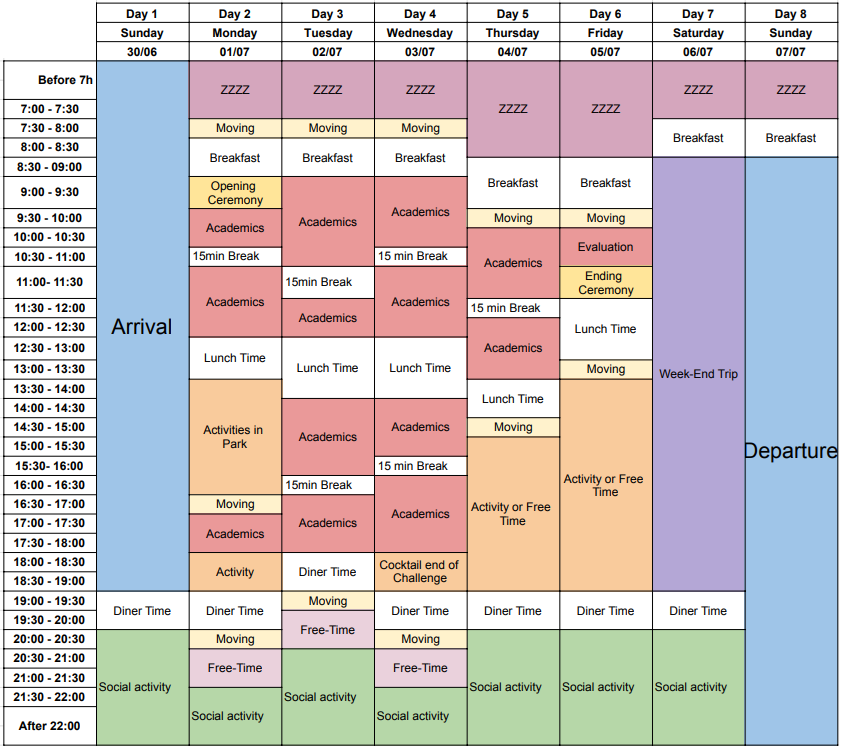 Day 1 Day 2 Day 3 Day 4 Day 5 Day 6 Day 7 Day 8
Sunday Monday Tuesday Wednesday Thursday Friday Saturday Sunday
30/06 01/07 02/07 03/07 04/07 05/07 06/07 07/07
Before 7h
ZZZZ ZZZZ ZZZZ ZZZZ ZZZZ
7:00 - 7:30 ZZZZ ZZZZ
7:30 - 8:00 Moving Moving Moving
Breakfast Breakfast
8:00 - 8:30
Breakfast Breakfast Breakfast
8:30 - 09:00
Breakfast Breakfast
9:00 - 9:30 Opening
Ceremony
Academics
9:30 - 10:00 Moving Moving
Academics Academics
10:00 - 10:30
Evaluation
10:30 - 11:00 15min Break 15 min Break
Academics
11:00- 11:30 15min Break Ending
Ceremony
Academics Academics
11:30 - 12:00 15 min Break
12:00 - 12:30 Arrival Academics Lunch Time
12:30 - 13:00 Academics
Lunch Time
13:00 - 13:30 Lunch Time Lunch Time Moving
Week-End Trip
13:30 - 14:00
14:00 - 14:30 Lunch Time
14:30 - 15:00 Activities in
Park
Academics Academics Moving
15:00 - 15:30
Departure
15:30- 16:00 15 min Break
16:00 - 16:30 15min Break Activity or Free
Time
16:30 - 17:00 Moving
Activity or Free
Time
17:00 - 17:30 Academics Academics
17:30 - 18:00 Academics
18:00 - 18:30 Activity Diner Time Cocktail end of
Challenge
18:30 - 19:00
19:00 - 19:30 Moving
Diner Time Diner Time Diner Time Diner Time Diner Time Diner Time
19:30 - 20:00 Free-Time
20:00 - 20:30 Moving Moving
20:30 - 21:00 Free-Time Free-Time
21:00 - 21:30 Social activity Social activity Social activity Social activity Social activity
21:30 - 22:00
Social activity Social activity
After 22:00